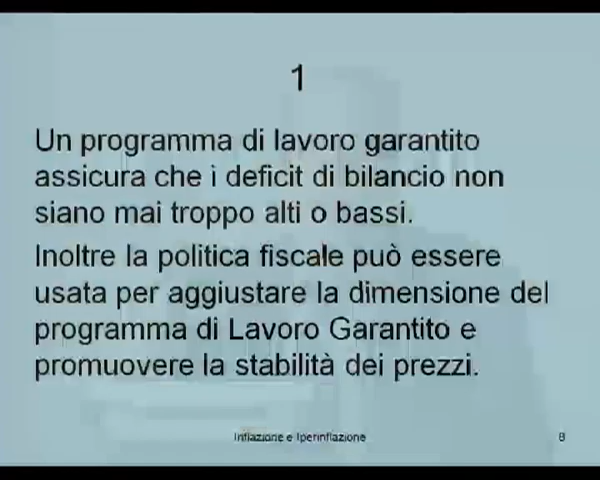 1
Un programma di lavoro garantito
assicura che i deficit di bilancio non
siano mai troppo alti o bassi.
Inoltre la politica fiscale può essere
usata per aggiustare la dimensione del
programma di Lavoro Garantito e
promuovere la stabilità dei prezzi.
Inflazione e Iperinflazione
8